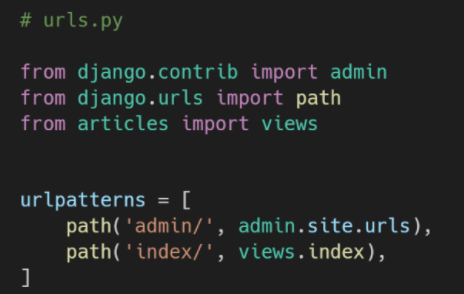 # urls.py
from django.contrib import admin
from django.urls import path
from articles import views
urlpatterns = [
    path('admin/', admin.site.urls),
    path('index/', views.index),
]